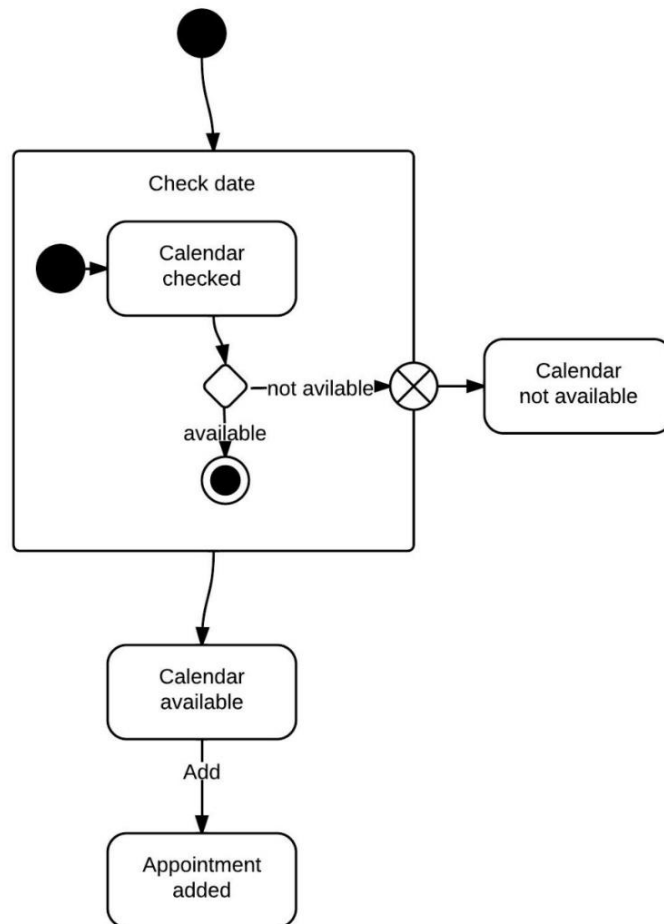 Check date
Calendar
checked
not avilable
Calendar
not available
available
Calendar
available
Add
Appointment
added